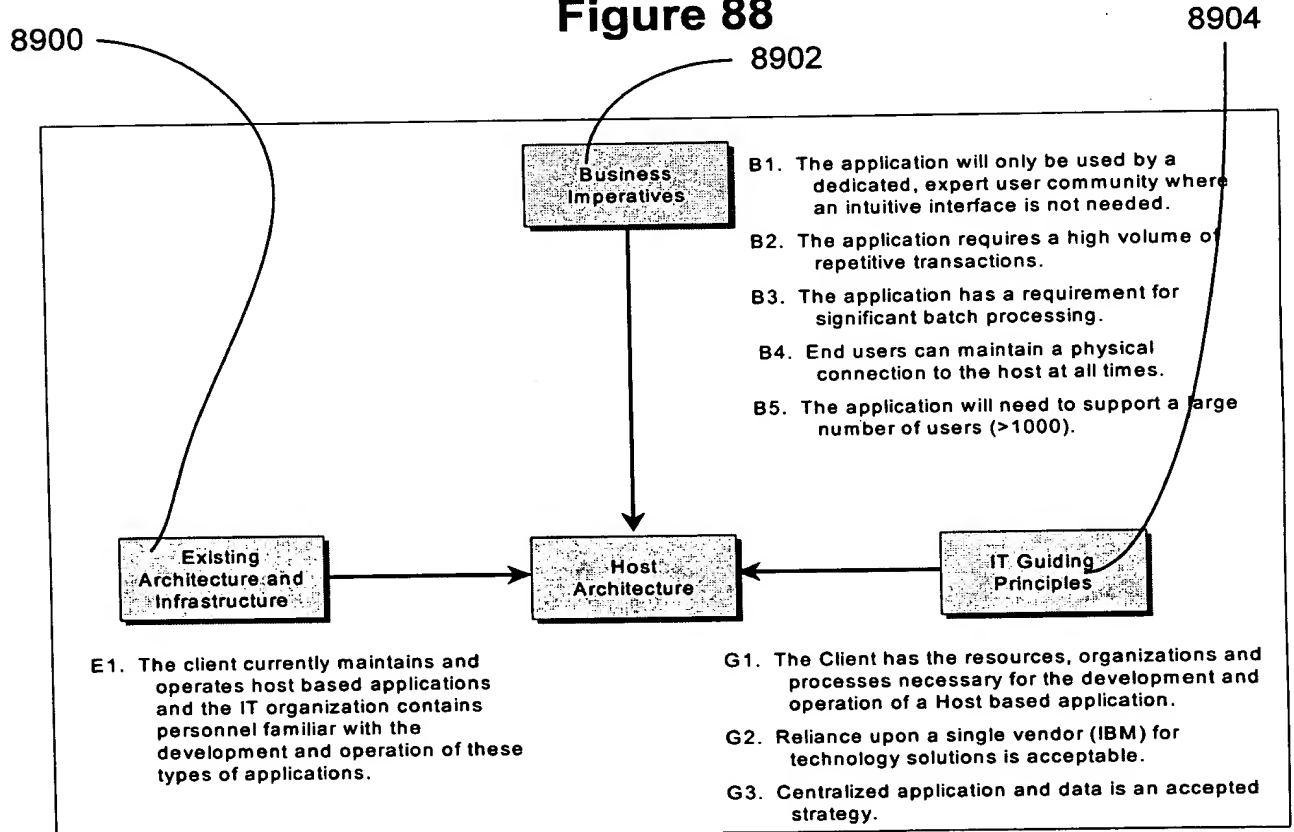 Figure 88
8900
8902
8904
Business
Imperatives
B1. The application will only be used by a
dedicated, expert user community where
an intuitive interface is not needed.
B2. The application requires a high volume of
repetitive transactions.
B3. The application has a requirement for
significant batch processing.
B4. End users can maintain a physical
connection to the host at all times.
B5. The application will need to support a large
number of users (>1000).
Existing
Architecture and
Infrastructure
Host
Architecture
IT Guiding
Principles
E1. The client currently maintains and
operates host based applications
and the IT organization contains
personnel familiar with the
development and operation of these
types of applications.
G1. The Client has the resources, organizations and
processes necessary for the development and
operation of a Host based application.
G2. Reliance upon a single vendor (IBM) for
technology solutions is acceptable.
G3. Centralized application and data is an accepted
strategy.